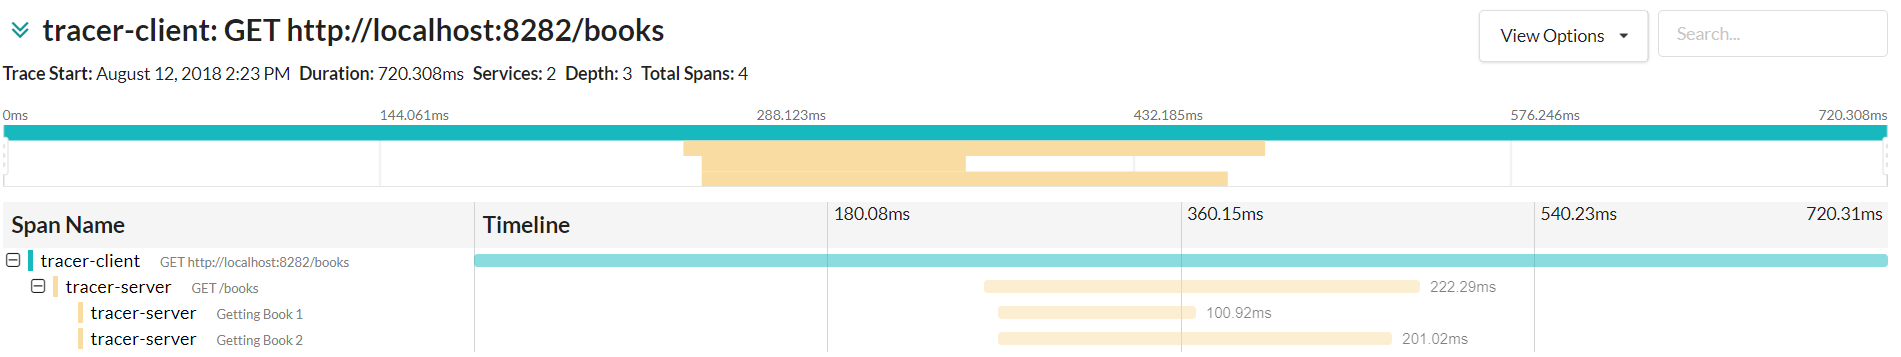 tracer-client: GET http://localhost:8282/books
View Options
Search...
Trace Start: August 12, 2018 2:23 PM Duration: 720.308ms Services: 2 Depth: 3 Total Spans: 4
0ms 144.061ms 288.123ms 432.185ms 576.246ms 720.308ms
Span Name Timeline 180.08ms 360.15ms 540.23ms 720.31ms
tracer-client GET http://localhost:8282/books
tracer-server GET /books 222.29ms
tracer-server Getting Book 1 100.92ms
tracer-server Getting Book 2 201.02ms